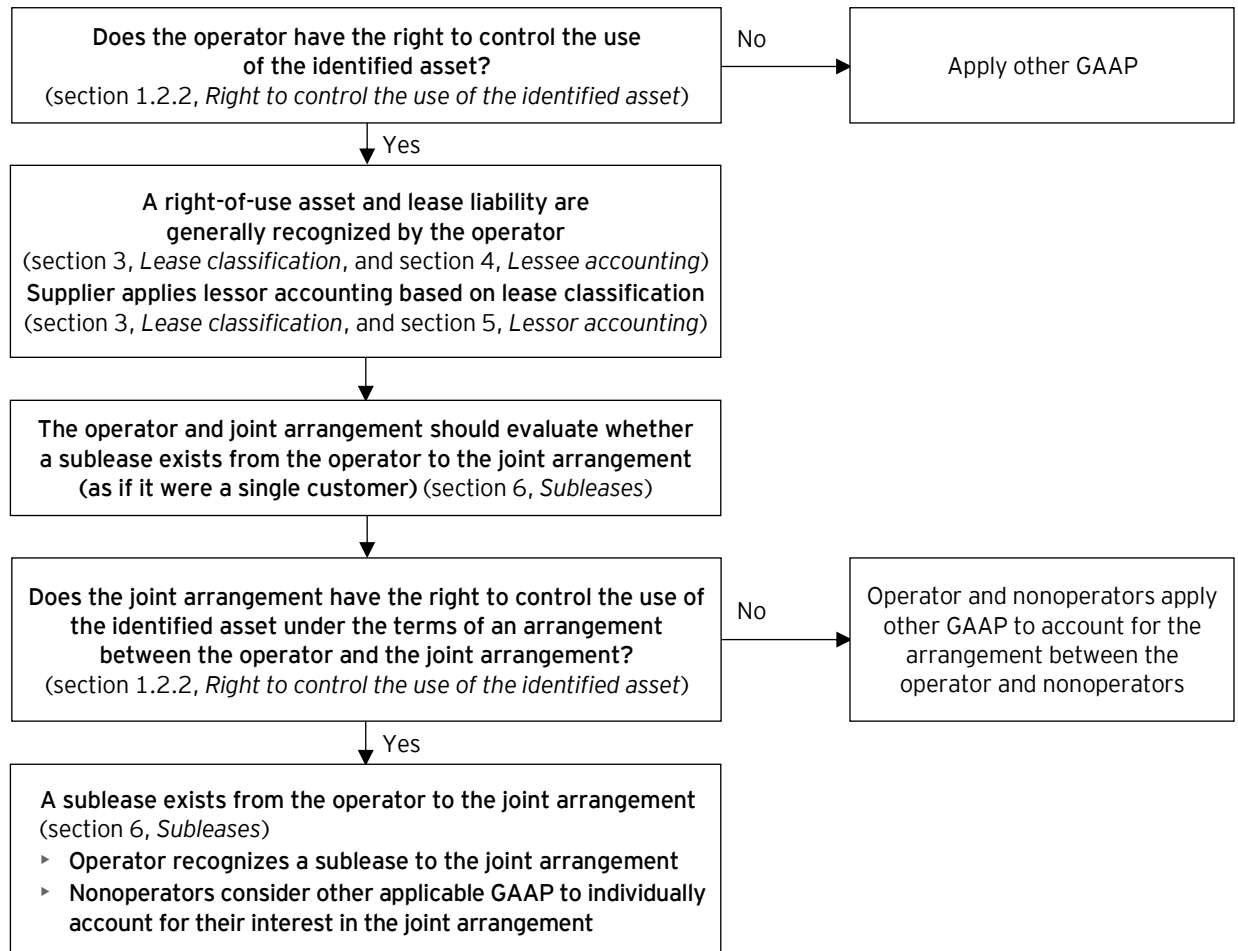 Does the operator have the right to control the use
of the identified asset?
(section 1.2.2, Right to control the use of the identified asset)
No
Apply other GAAP
Yes
A right-of-use asset and lease liability are
generally recognized by the operator
(section 3, Lease classification, and section 4, Lessee accounting)
Supplier applies lessor accounting based on lease classification
(section 3, Lease classification, and section 5, Lessor accounting)
The operator and joint arrangement should evaluate whether
a sublease exists from the operator to the joint arrangement
(as if it were a single customer) (section 6, Subleases)
Does the joint arrangement have the right to control the use of
the identified asset under the terms of an arrangement
between the operator and the joint arrangement?
(section 1.2.2, Right to control the use of the identified asset)
No
Operator and nonoperators apply
other GAAP to account for the
arrangement between the
operator and nonoperators
Yes
A sublease exists from the operator to the joint arrangement
(section 6, Subleases)
‣ Operator recognizes a sublease to the joint arrangement
‣ Nonoperators consider other applicable GAAP to individually
account for their interest in the joint arrangement